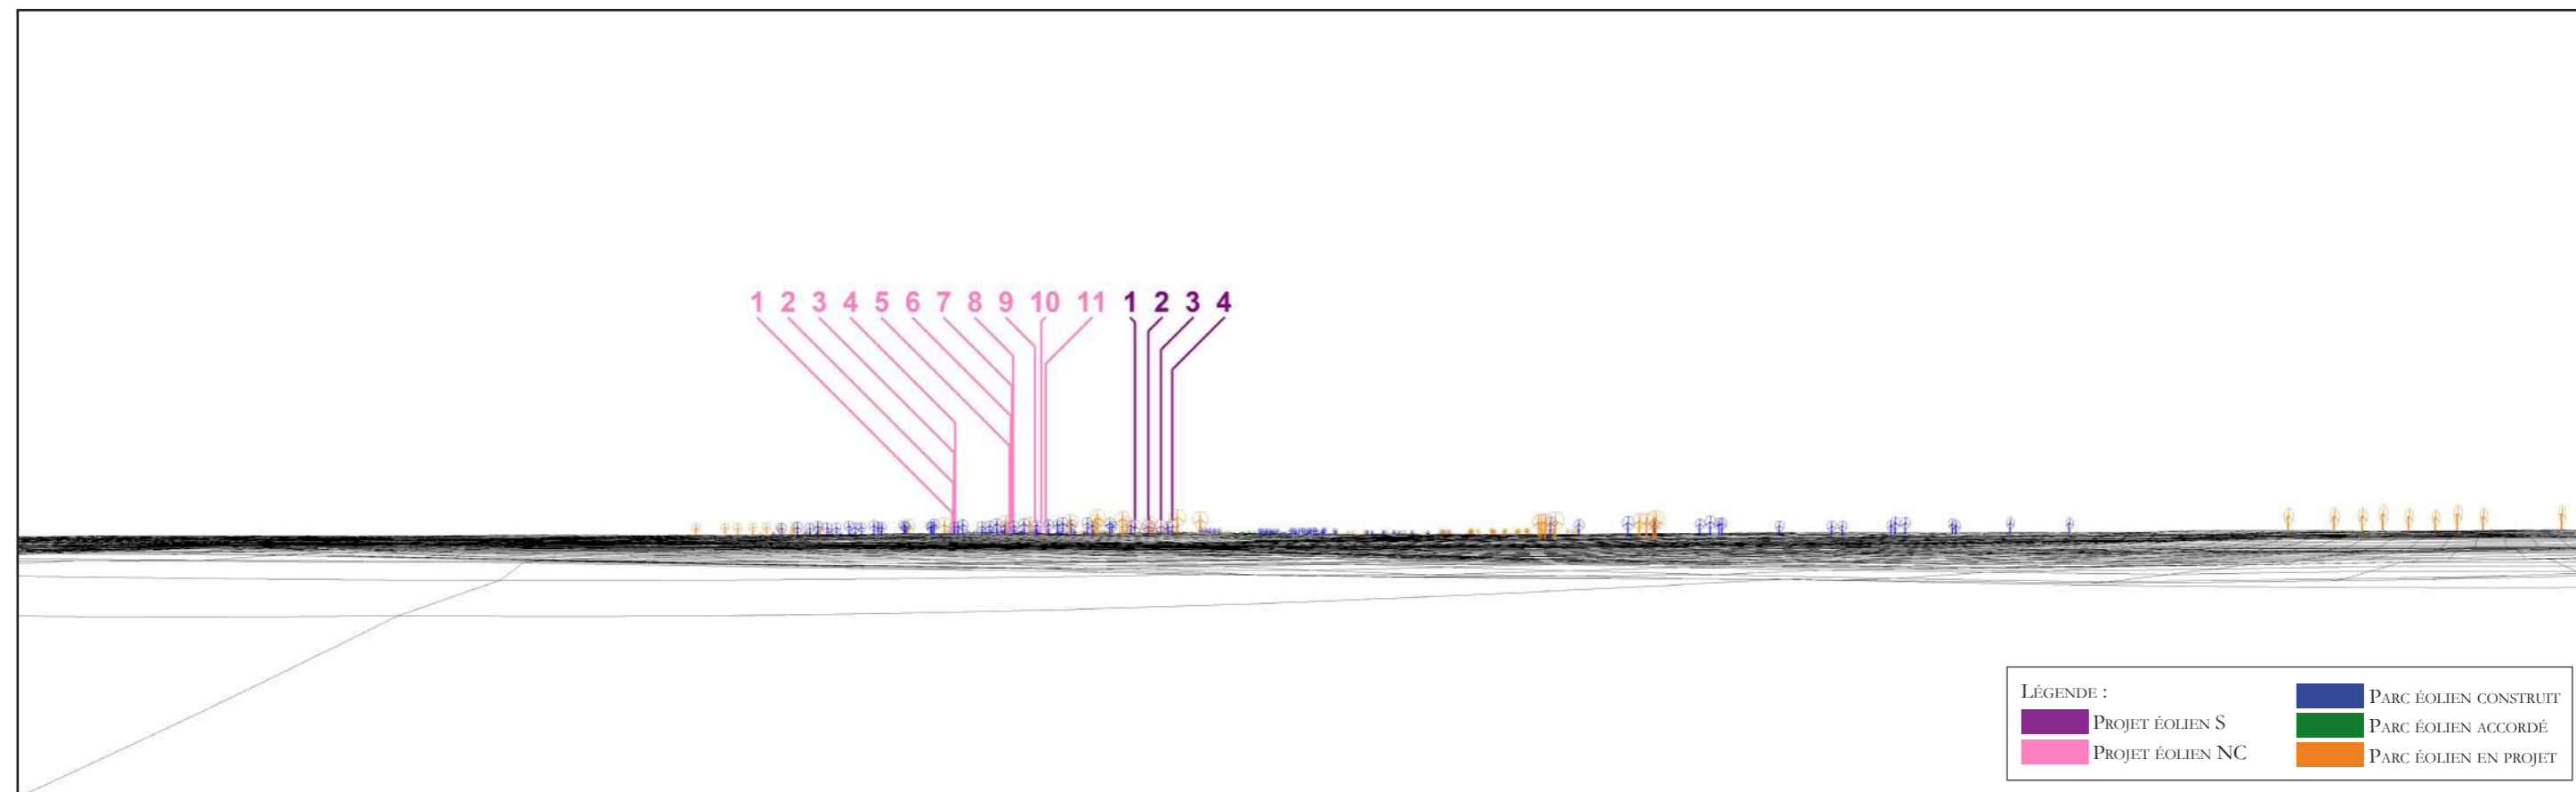 1 2 3 4 5 6 7 8 9 10 11 1 2 3 4
LÉGENDE :
PROJET ÉOLIEN S
PROJET ÉOLIEN NC
PARC ÉOLIEN CONSTRUIT
PARC ÉOLIEN ACCORDÉ
PARC ÉOLIEN EN PROJET